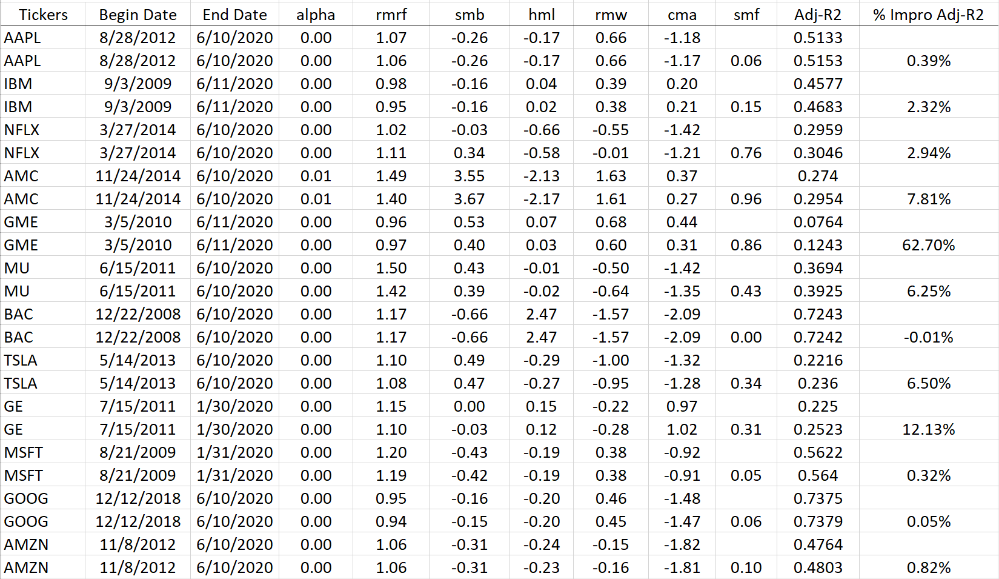 Tickers Begin Date End Date alpha rmrf smb hml rmw cma smf Adj-R2 % Impro Adj-R2
AAPL 8/28/2012 6/10/2020 0.00 1.07 -0.26 -0.17 0.66 -1.18 0.5133
AAPL 8/28/2012 6/10/2020 0.00 1.06 -0.26 -0.17 0.66 -1.17 0.06 0.5153 0.39%
IBM 9/3/2009 6/11/2020 0.00 0.98 -0.16 0.04 0.39 0.20 0.4577
IBM 9/3/2009 6/11/2020 0.00 0.95 -0.16 0.02 0.38 0.21 0.15 0.4683 2.32%
NFLX 3/27/2014 6/10/2020 0.00 1.02 -0.03 -0.66 -0.55 -1.42 0.2959
NFLX 3/27/2014 6/10/2020 0.00 1.11 0.34 -0.58 -0.01 -1.21 0.76 0.3046 2.94%
AMC 11/24/2014 6/10/2020 0.01 1.49 3.55 -2.13 1.63 0.37 0.274
AMC 11/24/2014 6/10/2020 0.01 1.40 3.67 -2.17 1.61 0.27 0.96 0.2954 7.81%
GME 3/5/2010 6/11/2020 0.00 0.96 0.53 0.07 0.68 0.44 0.0764
GME 3/5/2010 6/11/2020 0.00 0.97 0.40 0.03 0.60 0.31 0.86 0.1243 62.70%
MU 6/15/2011 6/10/2020 0.00 1.50 0.43 -0.01 -0.50 -1.42 0.3694
MU 6/15/2011 6/10/2020 0.00 1.42 0.39 -0.02 -0.64 -1.35 0.43 0.3925 6.25%
BAC 12/22/2008 6/10/2020 0.00 1.17 -0.66 2.47 -1.57 -2.09 0.7243
BAC 12/22/2008 6/10/2020 0.00 1.17 -0.66 2.47 -1.57 -2.09 0.00 0.7242 -0.01%
TSLA 5/14/2013 6/10/2020 0.00 1.10 0.49 -0.29 -1.00 -1.32 0.2216
TSLA 5/14/2013 6/10/2020 0.00 1.08 0.47 -0.27 -0.95 -1.28 0.34 0.236 6.50%
GE 7/15/2011 1/30/2020 0.00 1.15 0.00 0.15 -0.22 0.97 0.225
GE 7/15/2011 1/30/2020 0.00 1.10 -0.03 0.12 -0.28 1.02 0.31 0.2523 12.13%
MSFT 8/21/2009 1/31/2020 0.00 1.20 -0.43 -0.19 0.38 -0.92 0.5622
MSFT 8/21/2009 1/31/2020 0.00 1.19 -0.42 -0.19 0.38 -0.91 0.05 0.564 0.32%
GOOG 12/12/2018 6/10/2020 0.00 0.95 -0.16 -0.20 0.46 -1.48 0.7375
GOOG 12/12/2018 6/10/2020 0.00 0.94 -0.15 -0.20 0.45 -1.47 0.06 0.7379 0.05%
AMZN 11/8/2012 6/10/2020 0.00 1.06 -0.31 -0.24 -0.15 -1.82 0.4764
AMZN 11/8/2012 6/10/2020 0.00 1.06 -0.31 -0.23 -0.16 -1.81 0.10 0.4803 0.82%